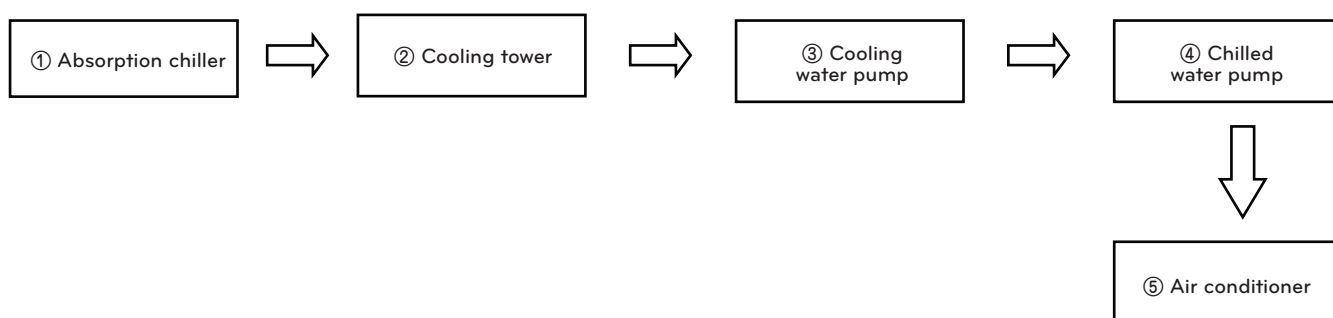 ① Absorption chiller
② Cooling tower
③ Cooling
water pump
④ Chilled
water pump
⑤ Air conditioner